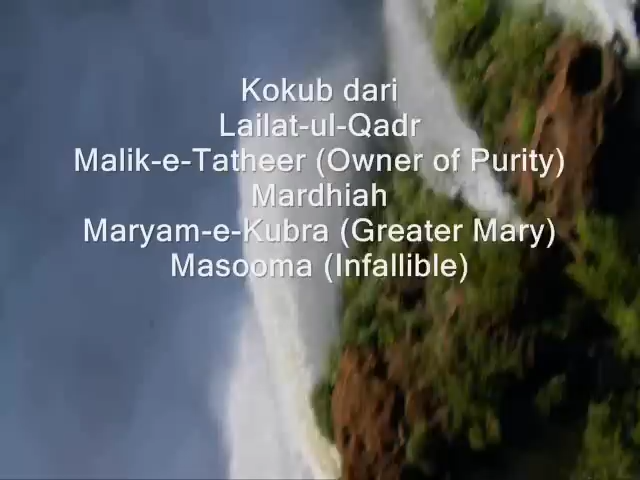 Kokub dari
Lailat-ul-Qadr
Malik-e-Tatheer (Owner of Purity)
Mardhiah
Maryam-e-Kubra (Greater Mary)
Masooma (Infallible)